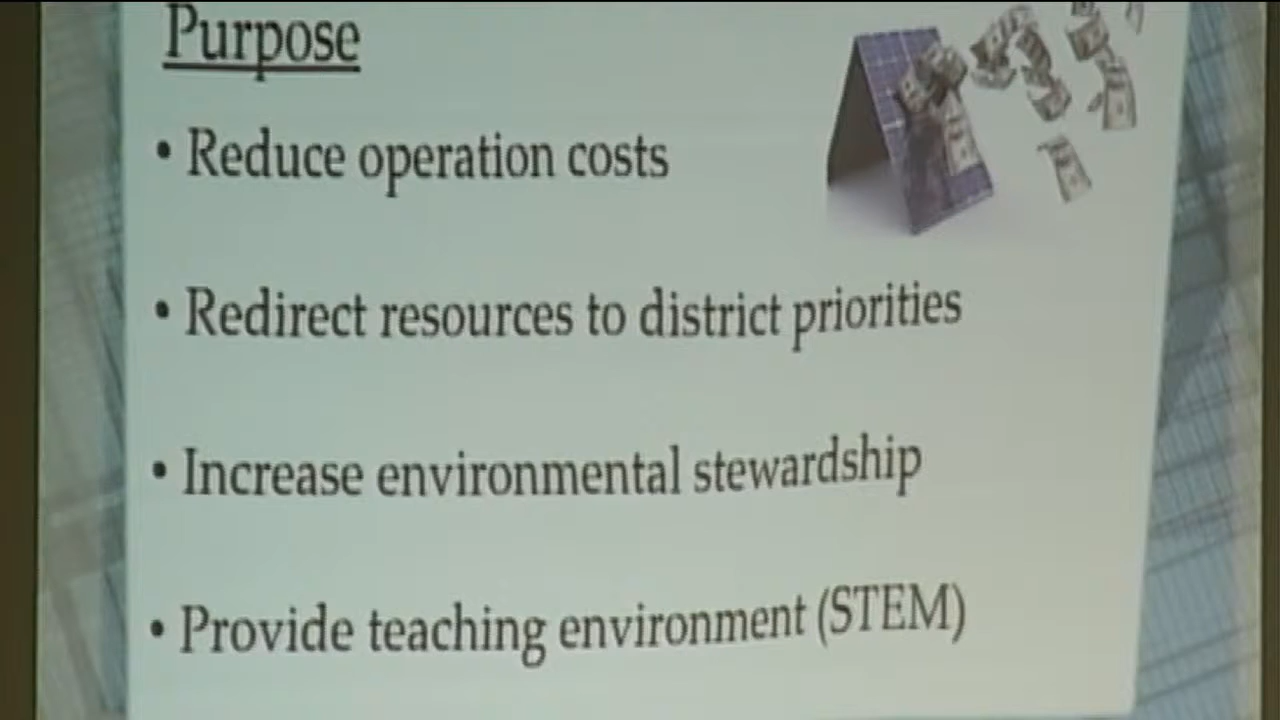 Purpose
• Reduce operation costs
• Redirect resources to district priorities
• Increase environmental stewardship
• Provide teaching environment (STEM)